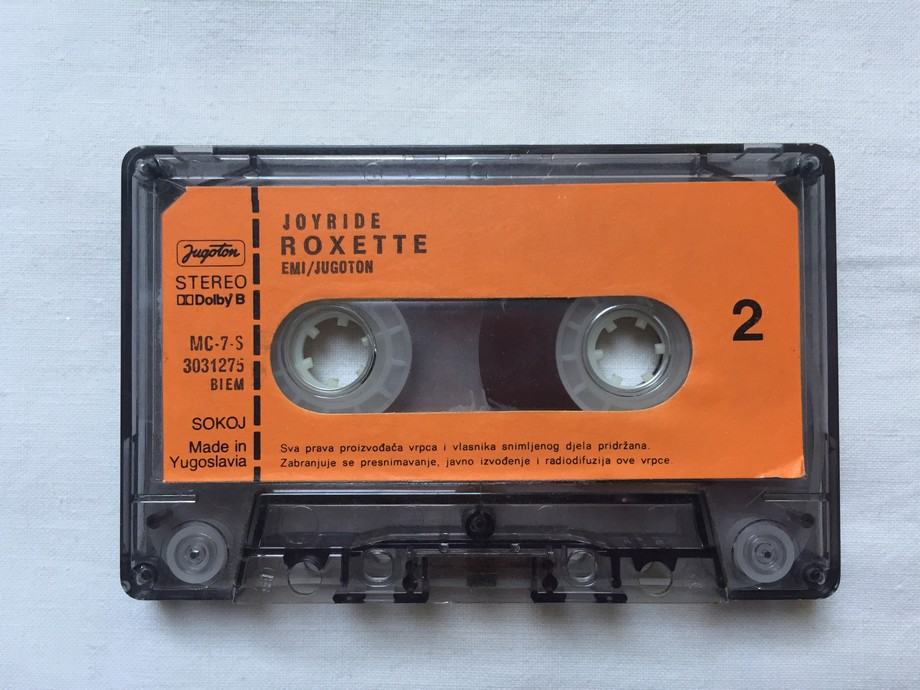 Jugoton
STEREO
Dolby B
MC-7-S
3031275
BIEM
SOKOJ
Made in
Yugoslavia
JOYRIDE
ROXETTE
EMI/JUGOTON
2
Sva prava proizvođača vrpca i vlasnika snimljenog djela pridržana.
Zabranjuje se presnimavanje, javno izvođenje i radiodifuzija ove vrpce.